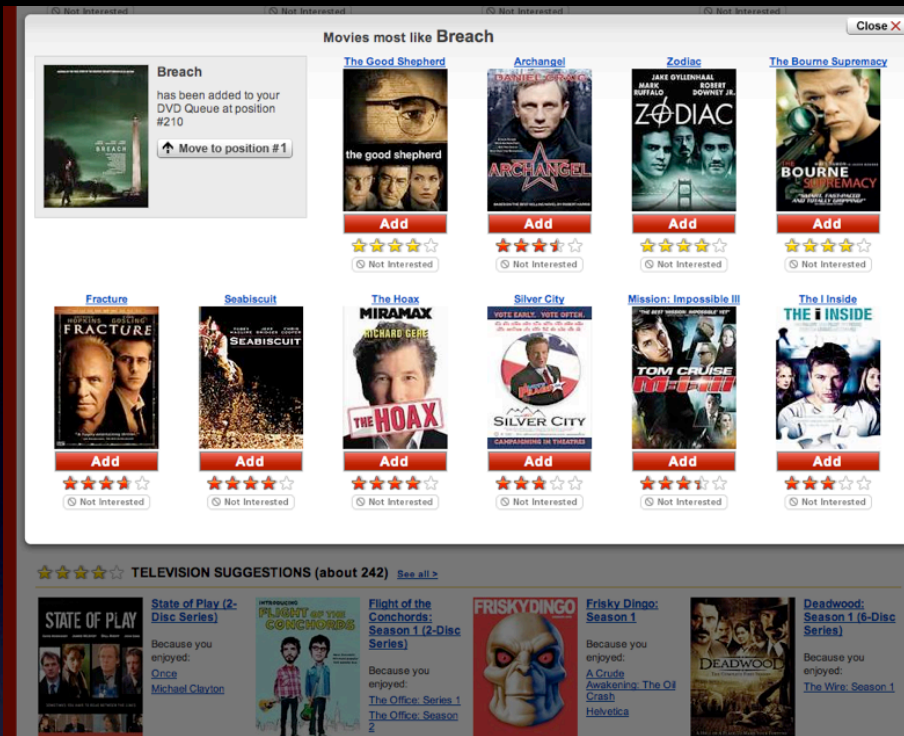 Not Interested
Not Interested
Not Interested
Not Interested
Close X
Movies most like Breach
Breach
has been added to your
DVD Queue at position
#210
Move to position #1
BREACH
The Good Shepherd
the good shepherd
Add
Not Interested
Archangel
DANIEL CRAIG
ARCHANGEL
Add
Not Interested
Zodiac
JAKE GYLLENHAAL
MARK RUFFALO
ROBERT DOWNEY JR.
ZODIAC
Add
Not Interested
The Bourne Supremacy
THE
BOURNE
SUPREMACY
Add
Not Interested
Fracture
HOPKINS GOSLING
FRACTURE
Add
Not Interested
Seabiscuit
TOBEY MAGUIRE JEFF BRIDGES CHRIS COOPER
SEABISCUIT
Add
Not Interested
The Hoax
MIRAMAX
RICHARD GERE
THE HOAX
Add
Not Interested
Silver City
VOTE EARLY. VOTE OFTEN.
SILVER CITY
CAMPAIGNING IN THEATRES
Add
Not Interested
Mission: Impossible III
TOM CRUISE
M:i:III
Add
Not Interested
The I Inside
THE i INSIDE
Add
Not Interested
TELEVISION SUGGESTIONS (about 242) See all >
STATE OF PLAY
State of Play (2-
Disc Series)
Because you
enjoyed:
Once
Michael Clayton
INTRODUCING
FLIGHT OF THE
CONCHORDS
Flight of the
Conchords:
Season 1 (2-Disc
Series)
Because you
enjoyed:
The Office: Series 1
The Office: Season
2
FRISKY DINGO
Frisky Dingo:
Season 1
Because you
enjoyed:
A Crude
Awakening: The Oil
Crash
Helvetica
DEADWOOD
Deadwood:
Season 1 (6-Disc
Series)
Because you
enjoyed:
The Wire: Season 1